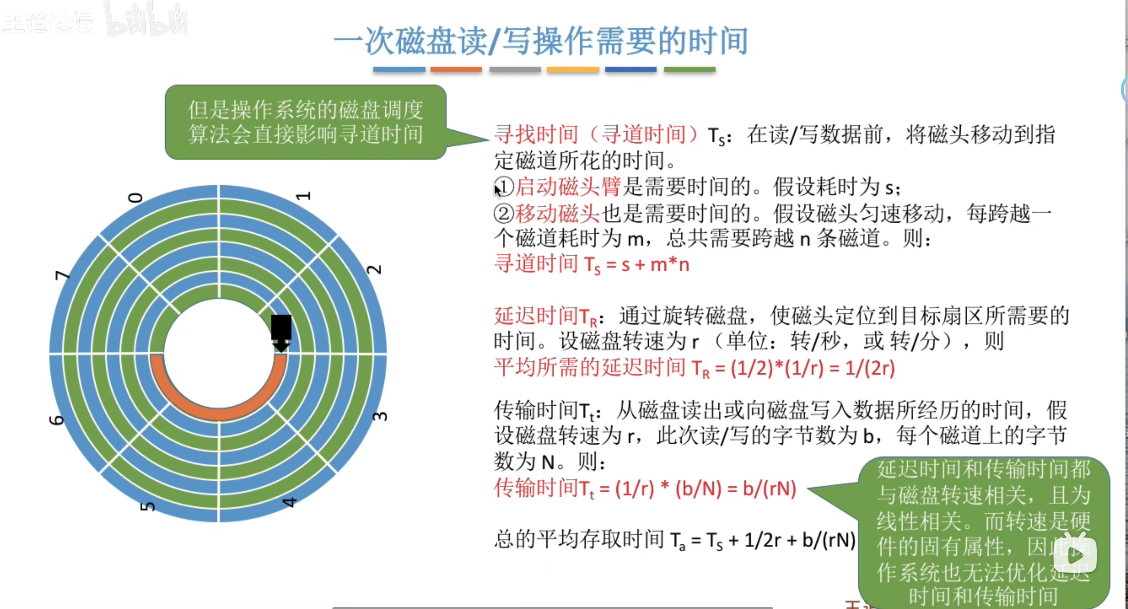 王道论坛 bilibili
一次磁盘读/写操作需要的时间
但是操作系统的磁盘调度
算法会直接影响寻道时间
寻找时间（寻道时间）TS：在读/写数据前，将磁头移动到指
定磁道所花的时间。
①启动磁头臂是需要时间的。假设耗时为 s；
②移动磁头也是需要时间的。假设磁头匀速移动，每跨越一
个磁道耗时为 m，总共需要跨越 n 条磁道。则：
寻道时间 TS = s + m*n
0
1
7
2
6
3
5
4
延迟时间TR：通过旋转磁盘，使磁头定位到目标扇区所需要的
时间。设磁盘转速为 r （单位：转/秒，或 转/分），则
平均所需的延迟时间 TR = (1/2)*(1/r) = 1/(2r)
传输时间Tt：从磁盘读出或向磁盘写入数据所经历的时间，假
设磁盘转速为 r，此次读/写的字节数为 b，每个磁道上的字节
数为 N。则：
传输时间Tt = (1/r) * (b/N) = b/(rN)
总的平均存取时间 Ta = TS + 1/2r + b/(rN)
延迟时间和传输时间都
与磁盘转速相关，且为
线性相关。而转速是硬
件的固有属性，因此操
作系统也无法优化延迟
时间和传输时间